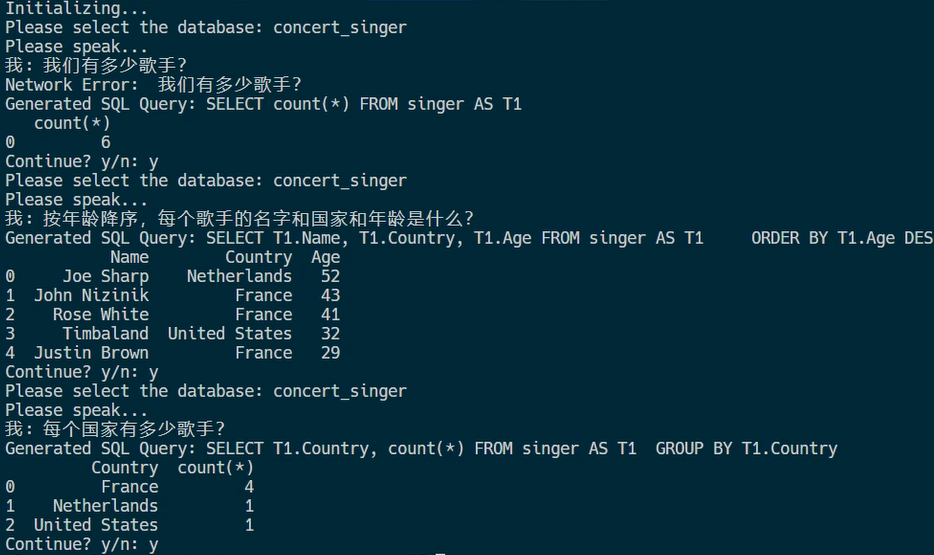 Initializing...
Please select the database: concert_singer
Please speak...
我: 我们有多少歌手?
Network Error:  我们有多少歌手?
Generated SQL Query: SELECT count(*) FROM singer AS T1
   count(*)
0         6
Continue? y/n: y
Please select the database: concert_singer
Please speak...
我: 按年龄降序, 每个歌手的名字和国家和年龄是什么?
Generated SQL Query: SELECT T1.Name, T1.Country, T1.Age FROM singer AS T1     ORDER BY T1.Age DES
           Name        Country  Age
0     Joe Sharp    Netherlands   52
1  John Nizinik         France   43
2    Rose White         France   41
3     Timbaland  United States   32
4  Justin Brown         France   29
Continue? y/n: y
Please select the database: concert_singer
Please speak...
我: 每个国家有多少歌手?
Generated SQL Query: SELECT T1.Country, count(*) FROM singer AS T1  GROUP BY T1.Country
         Country  count(*)
0         France         4
1    Netherlands         1
2  United States         1
Continue? y/n: y